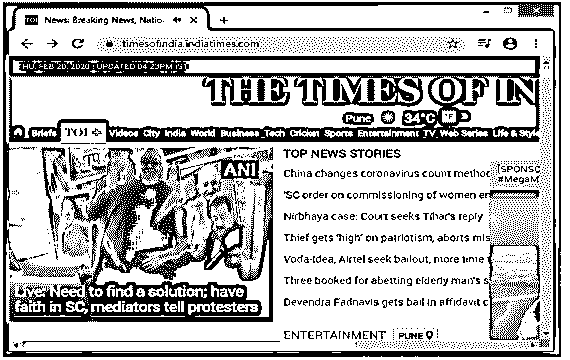 TOI News: Breaking News, Natio
timesofindia.indiatimes.com
THU, FEB 20, 2020 | UPDATED 04:23PM IST
THE TIMES OF IN
Pune 34°C
Briefs TOI+ Videos City India World Business Tech Cricket Sports Entertainment TV Web Series Life & Style
ANI
Live: Need to find a solution; have
faith in SC, mediators tell protesters
TOP NEWS STORIES
China changes coronavirus count method
'SC order on commissioning of women en
Nirbhaya case: Court seeks Tihar's reply
Thief gets 'high' on patriotism, aborts mis
Voda-Idea, Airtel seek bailout, more time t
Three booked for abetting elderly man's s
Devendra Fadnavis gets bail in affidavit c
[SPONSO
#MegaM
ENTERTAINMENT PUNE